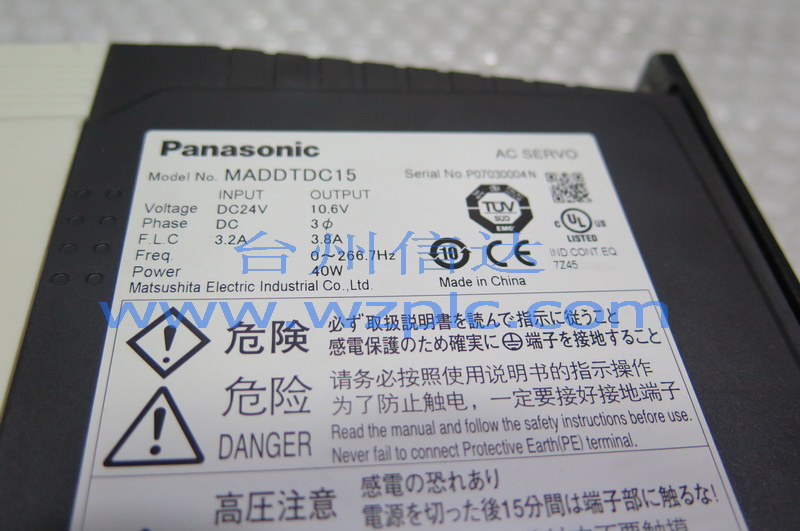 Panasonic
AC SERVO
Model No. MADDTDC15
Serial No.P07030004N
INPUT OUTPUT
Voltage DC24V 10.6V
Phase DC 3φ
F.L.C 3.2A 3.8A
Freq. 0~266.7Hz
Power 40W
Matsushita Electric Industrial Co.,Ltd.
TÜV
SÜD
EMC
10
CE
Made in China
c UL us
LISTED
IND.CONT.EQ.
7Z45
台州信达
www.wzplc.com
危険
必ず取扱説明書を読んで指示に従うこと
感電保護のため確実に⏚端子を接地すること
危险
请务必按照使用说明书的指示操作
为了防止触电，一定要接好接地端子
DANGER
Read the manual and follow the safety instructions before use.
Never fail to connect Protective Earth(PE) terminal.
高圧注意
感電の恐れあり
電源を切った後15分間は端子部に触るな!